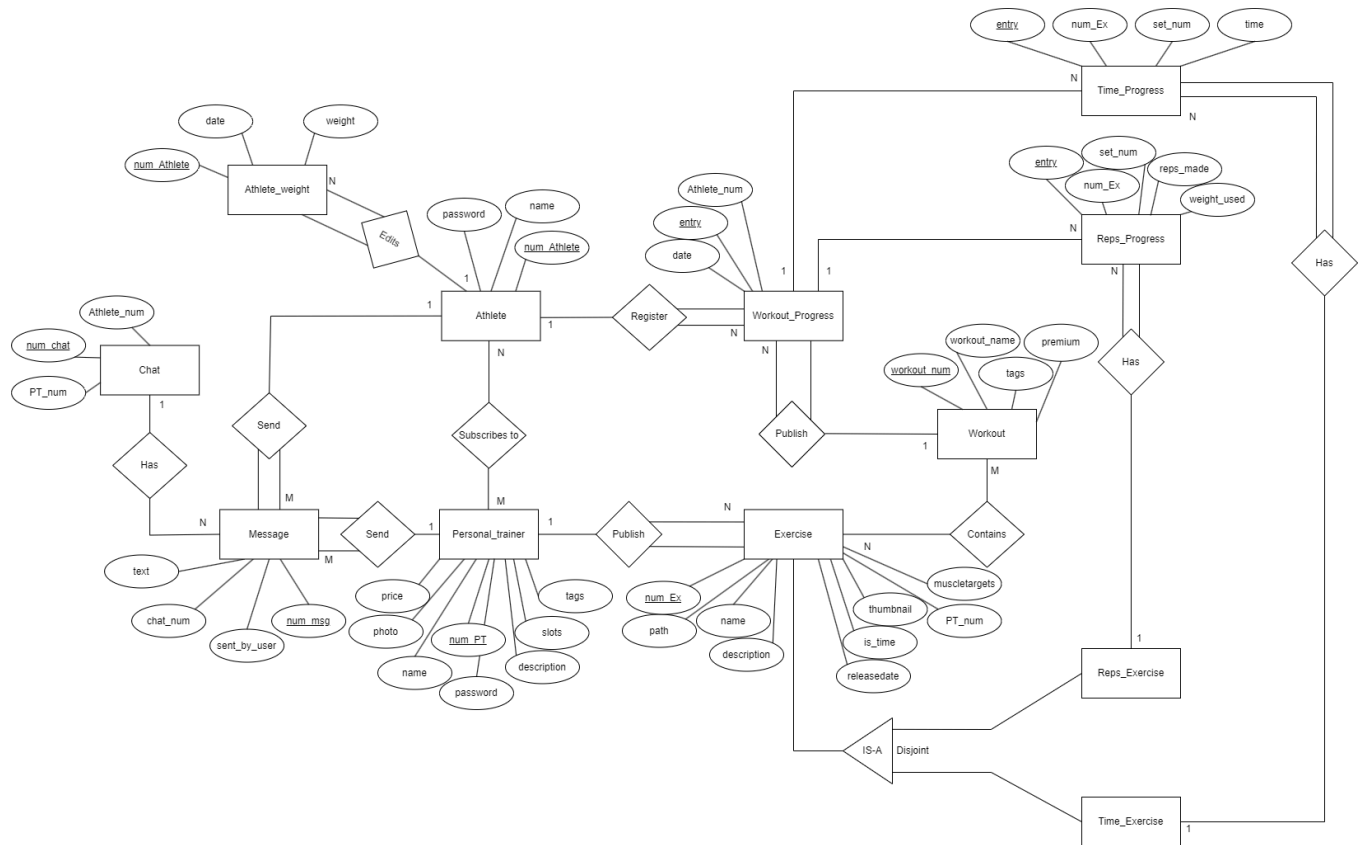 entry
num_Ex
set_num
time
N
Time_Progress
N
date
weight
num_Athlete
Athlete_weight
N
Edits
1
password
name
num_Athlete
Athlete
1
1
N
Athlete_num
entry
date
1
1
Register
Workout_Progress
N
N
set_num
entry
reps_made
num_Ex
weight_used
N
Reps_Progress
N
Has
Has
Athlete_num
num_chat
Chat
PT_num
1
Send
Has
Subscribes to
Publish
workout_name
premium
workout_num
tags
Workout
1
M
M
M
N
Message
M
Send
1
Personal_trainer
1
Publish
N
Exercise
N
Contains
text
chat_num
sent_by_user
num_msg
price
photo
name
num_PT
password
description
slots
tags
num_Ex
path
name
description
muscletargets
thumbnail
PT_num
is_time
releasedate
1
Reps_Exercise
IS-A
Disjoint
Time_Exercise
1